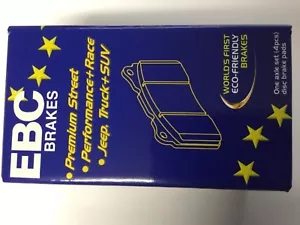 EBC
BRAKES
Premium Street
Performance+Race
Jeep, Truck+SUV
WORLD'S FIRST
ECO-FRIENDLY
BRAKES
One axle set (4pcs)
disc brake pads